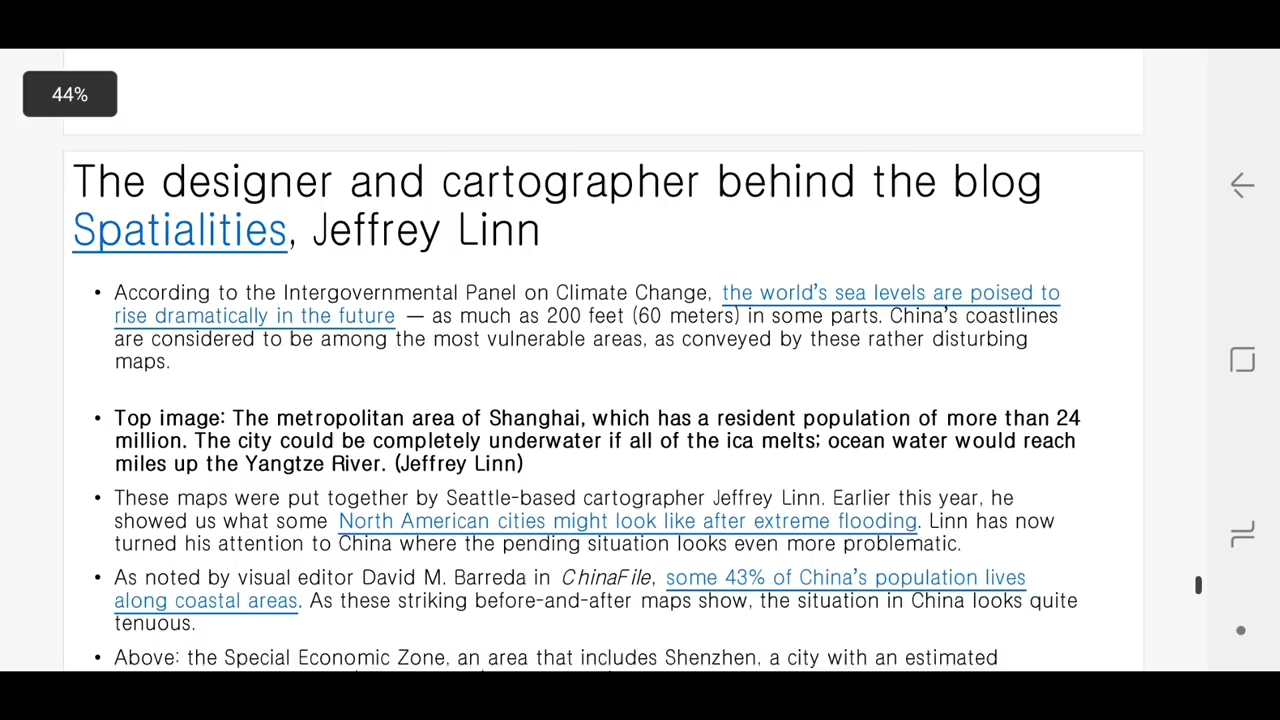 44%
The designer and cartographer behind the blog
Spatialities, Jeffrey Linn
• According to the Intergovernmental Panel on Climate Change, the world's sea levels are poised to
rise dramatically in the future — as much as 200 feet (60 meters) in some parts. China's coastlines
are considered to be among the most vulnerable areas, as conveyed by these rather disturbing
maps.
• Top image: The metropolitan area of Shanghai, which has a resident population of more than 24
million. The city could be completely underwater if all of the ica melts; ocean water would reach
miles up the Yangtze River. (Jeffrey Linn)
• These maps were put together by Seattle-based cartographer Jeffrey Linn. Earlier this year, he
showed us what some North American cities might look like after extreme flooding. Linn has now
turned his attention to China where the pending situation looks even more problematic.
• As noted by visual editor David M. Barreda in ChinaFile, some 43% of China's population lives
along coastal areas. As these striking before-and-after maps show, the situation in China looks quite
tenuous.
• Above: the Special Economic Zone, an area that includes Shenzhen, a city with an estimated